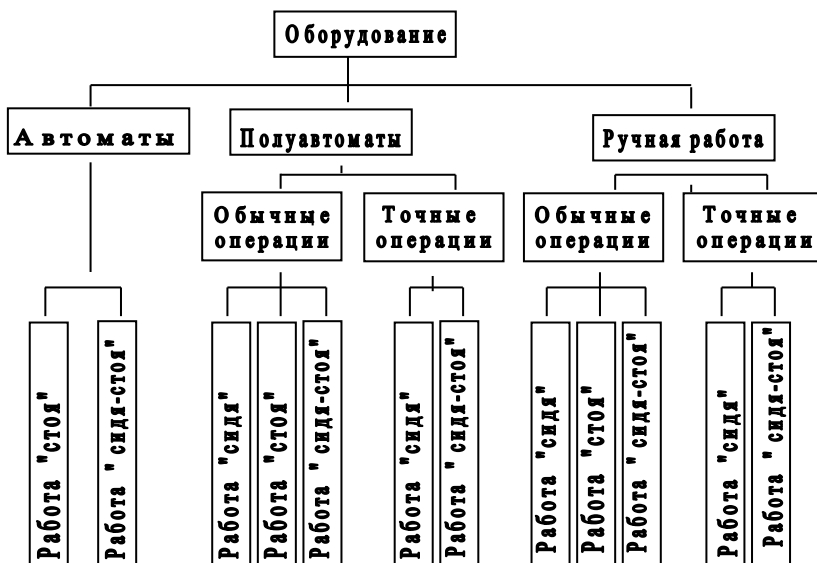 Оборудование
Автоматы
Полуавтоматы
Ручная работа
Обычные
операции
Точные
операции
Обычные
операции
Точные
операции
Работа "стоя"
Работа " сидя-стоя"
Работа "сидя"
Работа "стоя"
Работа " сидя-стоя"
Работа "сидя"
Работа " сидя-стоя"
Работа "сидя"
Работа "стоя"
Работа " сидя-стоя"
Работа "сидя"
Работа " сидя-стоя"